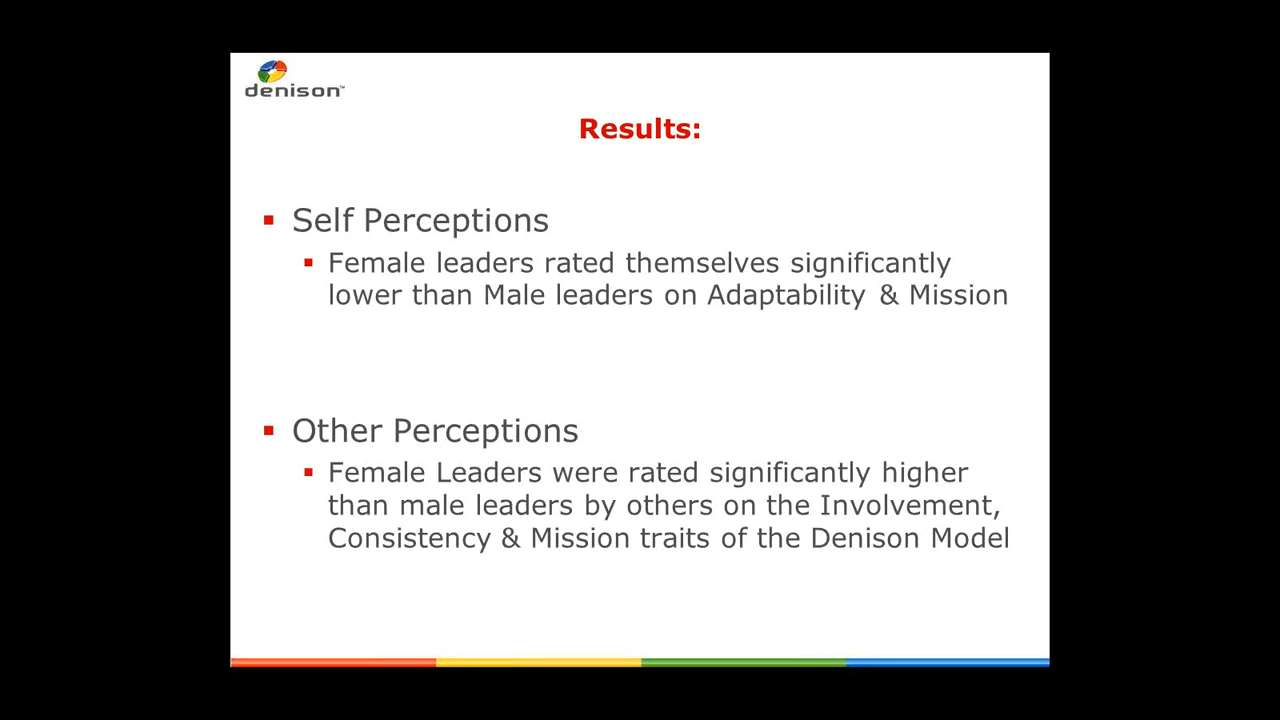 denison™
Results:
▪ Self Perceptions
▪ Female leaders rated themselves significantly
lower than Male leaders on Adaptability & Mission
▪ Other Perceptions
▪ Female Leaders were rated significantly higher
than male leaders by others on the Involvement,
Consistency & Mission traits of the Denison Model